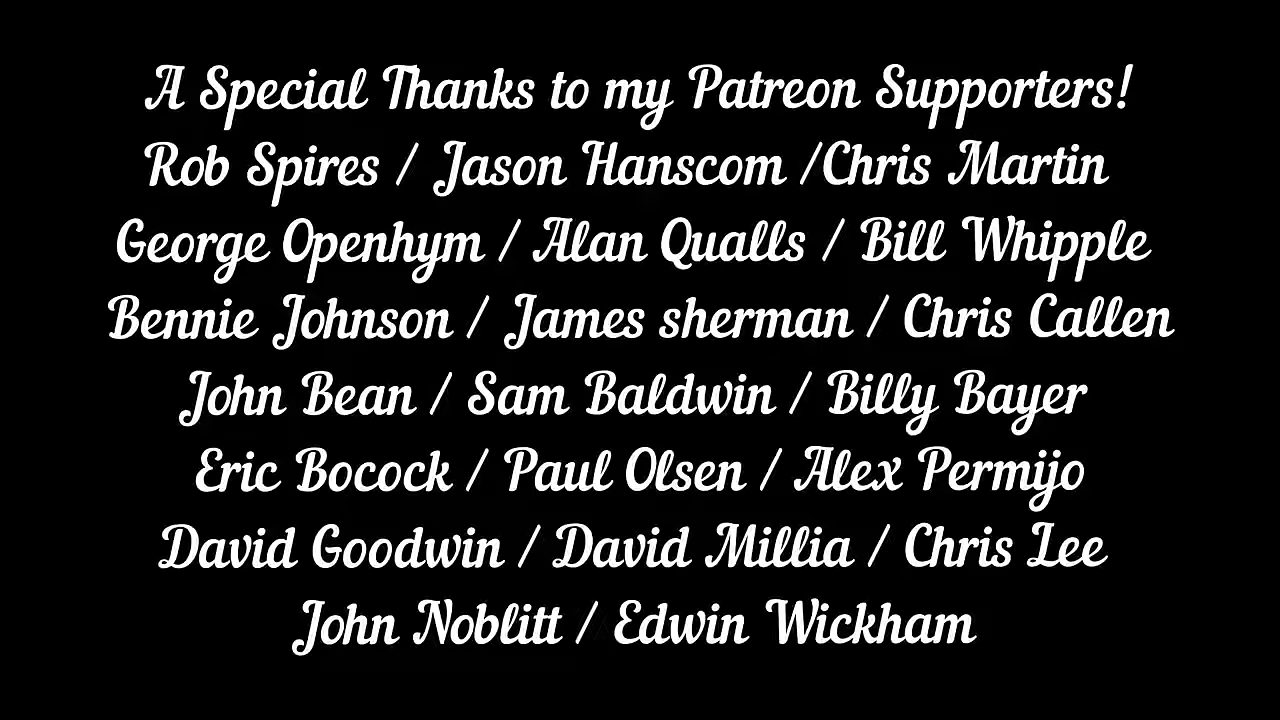 A Special Thanks to my Patreon Supporters!
Rob Spires / Jason Hanscom /Chris Martin
George Openhym / Alan Qualls / Bill Whipple
Bennie Johnson / James sherman / Chris Callen
John Bean / Sam Baldwin / Billy Bayer
Eric Bocock / Paul Olsen / Alex Permijo
David Goodwin / David Millia / Chris Lee
John Noblitt / Edwin Wickham